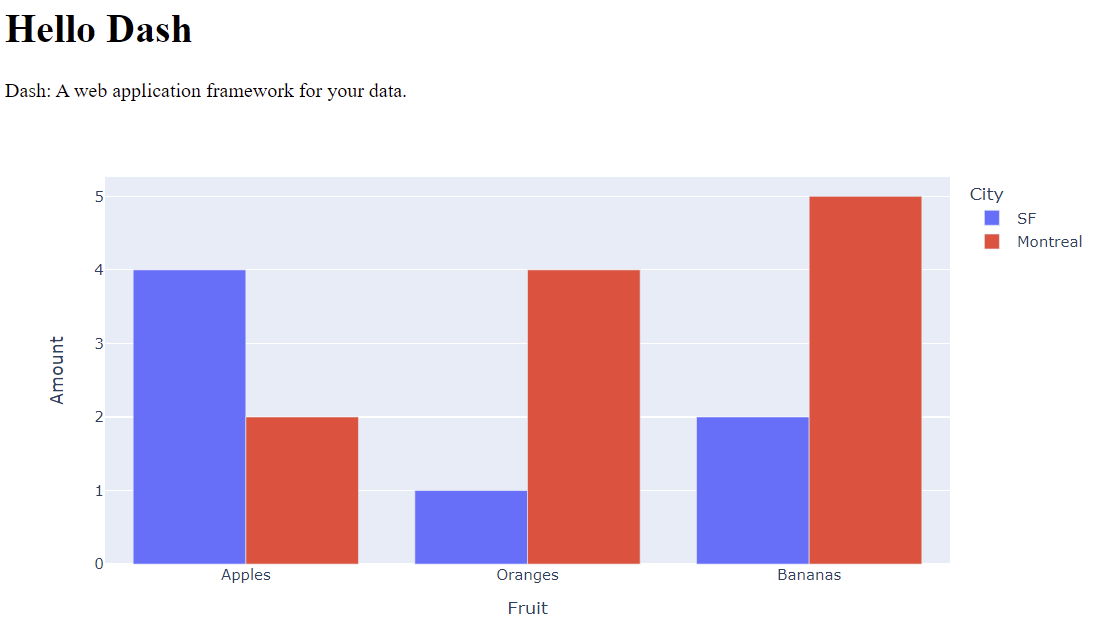 Hello Dash
Dash: A web application framework for your data.
City
SF
Montreal
Amount
5
4
3
2
1
0
Apples Oranges Bananas
Fruit